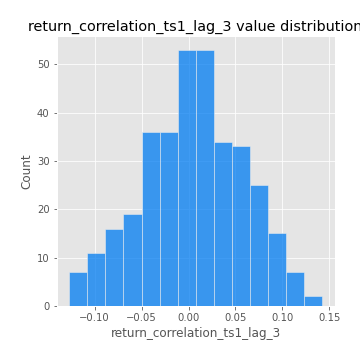 return_correlation_ts1_lag_3 value distribution
50
40
30
20
10
0
Count
−0.10 −0.05 0.00 0.05 0.10 0.15
return_correlation_ts1_lag_3